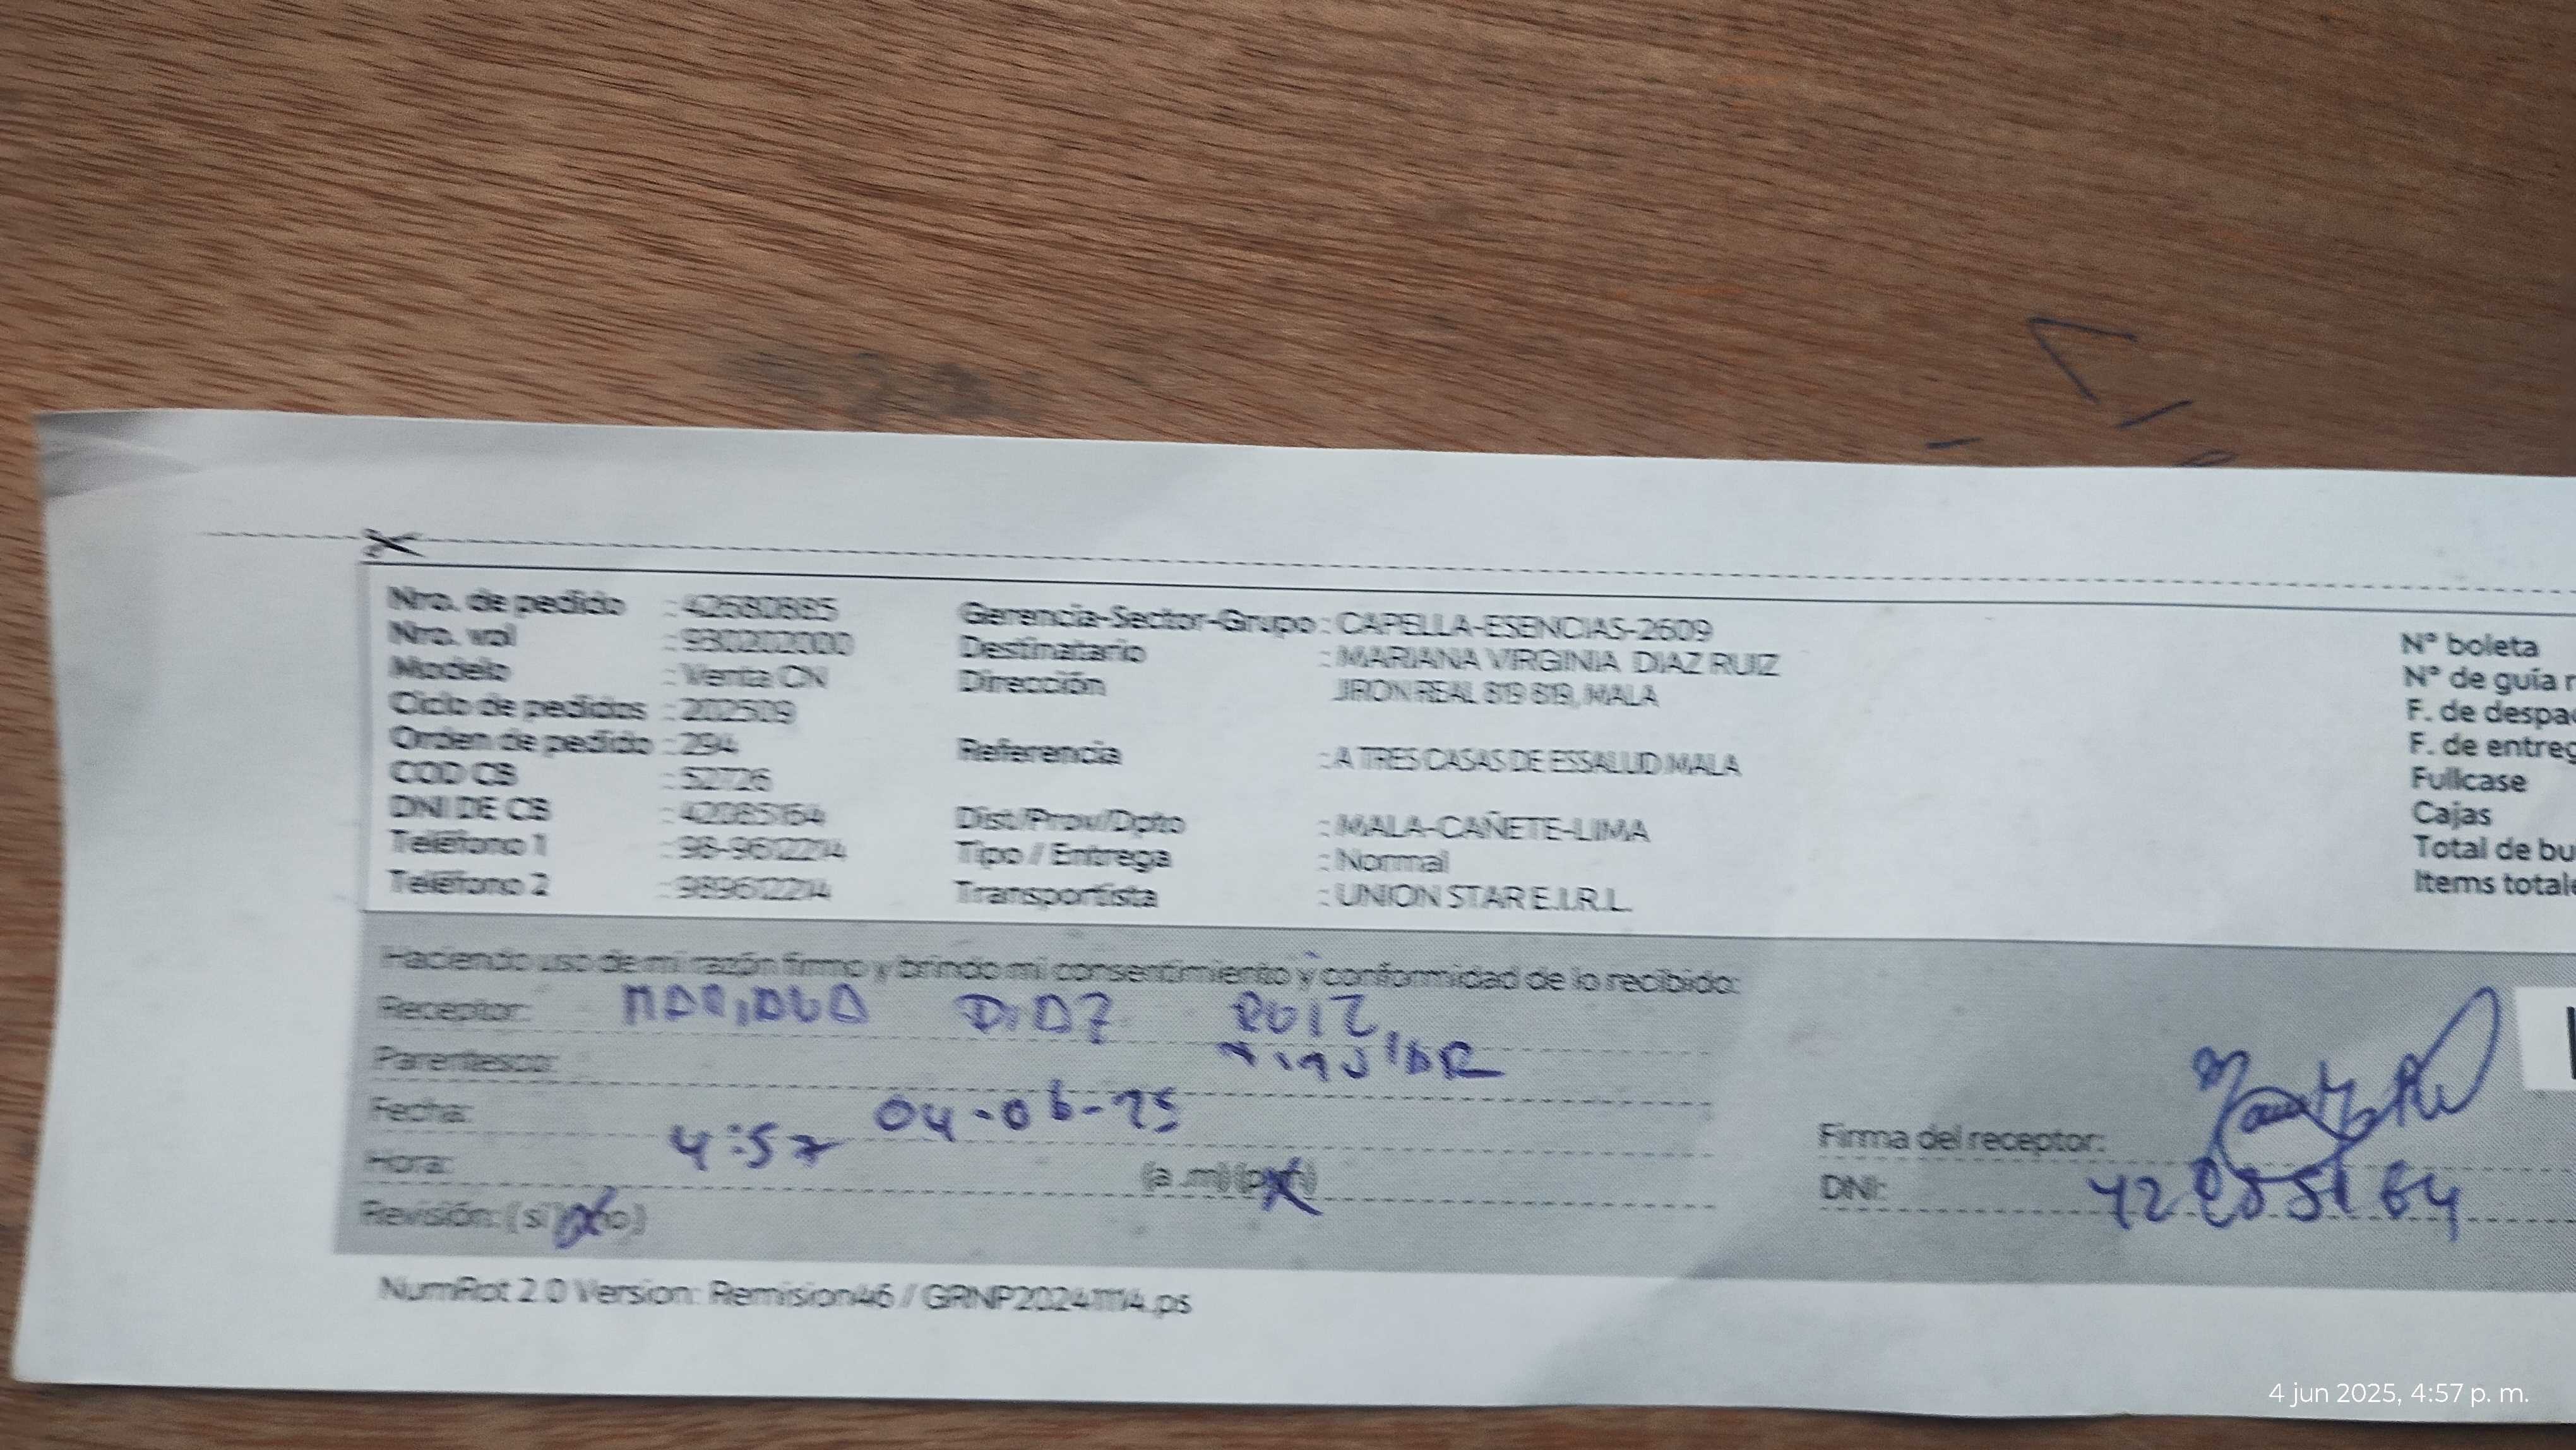 Nro. de pedido : 42680885
Nro. vol : 930202000
Modelo : Venta CN
Ciclo de pedidos : 202509
Orden de pedido : 294
COD CB : 52726
DNI DE CB : 42085164
Teléfono 1 : 98-9612214
Teléfono 2 : 989612214
Gerencia-Sector-Grupo : CAPELLA-ESENCIAS-2609
Destinatario : MARIANA VIRGINIA DIAZ RUIZ
Dirección JIRON REAL 819 819, MALA
Referencia : A TRES CASAS DE ESSALUD MALA
Dist/Prov/Dpto : MALA-CAÑETE-LIMA
Tipo / Entrega : Normal
Transportista : UNION STAR E.I.R.L.
N° boleta
N° de guía r
F. de despa
F. de entreg
Fullcase
Cajas
Total de bu
Items total
Haciendo uso de mi razón firmo y brindo mi consentimiento y conformidad de lo recibido:
Receptor: MARIANA DIAZ RUIZ
Parentesco: titular
Fecha: 04-06-25
Hora: 4:57 (a .m) (p.m)
Revisión: ( si ) (no)
Firma del receptor:
DNI: 42085164
NumRot 2.0 Version: Remision46 / GRNP20241114.ps
4 jun 2025, 4:57 p. m.